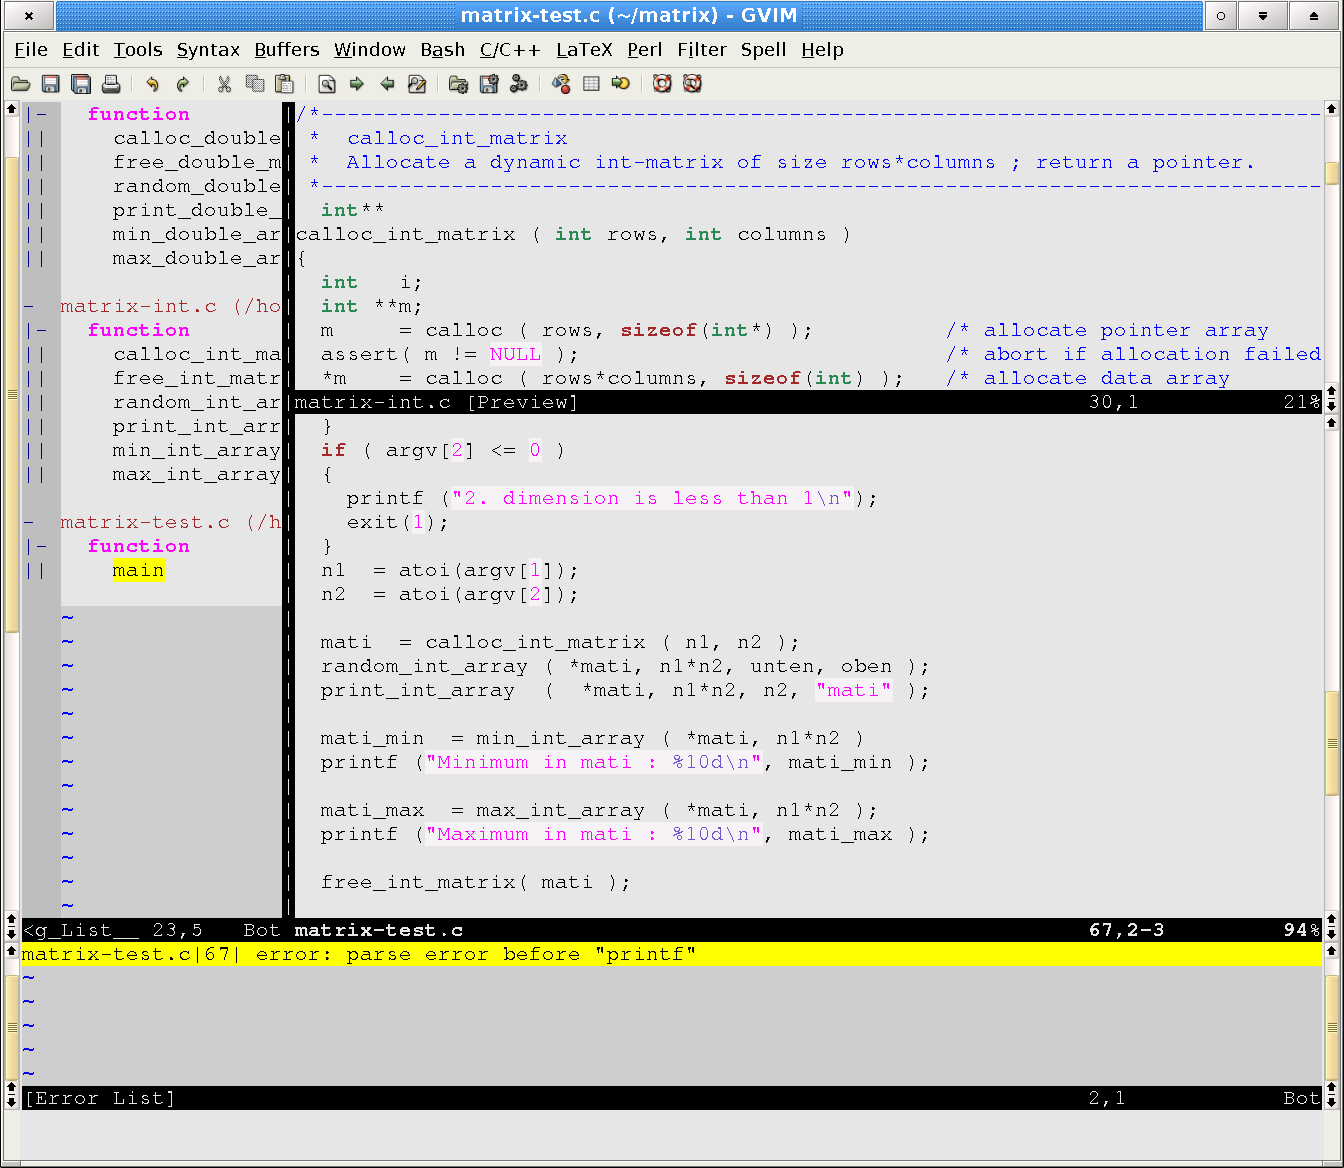 matrix-test.c (~/matrix) - GVIM
File Edit Tools Syntax Buffers Window Bash C/C++ LaTeX Perl Filter Spell Help
|- function
|| calloc_double
|| free_double_m
|| random_double
|| print_double_
|| min_double_ar
|| max_double_ar
- matrix-int.c (/ho
|- function
|| calloc_int_ma
|| free_int_matr
|| random_int_ar
|| print_int_arr
|| min_int_array
|| max_int_array
- matrix-test.c (/h
|- function
|| main
~
~
~
~
~
~
~
~
~
~
~
~
~
<g_List__ 23,5 Bot
/*------------------------------------------------------------------------------
 *  calloc_int_matrix
 *  Allocate a dynamic int-matrix of size rows*columns ; return a pointer.
 *------------------------------------------------------------------------------
  int**
calloc_int_matrix ( int rows, int columns )
{
  int   i;
  int **m;
  m     = calloc ( rows, sizeof(int*) );          /* allocate pointer array
  assert( m != NULL );                            /* abort if allocation failed
  *m    = calloc ( rows*columns, sizeof(int) );   /* allocate data array
matrix-int.c [Preview] 30,1 21%
  }
  if ( argv[2] <= 0 )
  {
    printf ("2. dimension is less than 1\n");
    exit(1);
  }
  n1  = atoi(argv[1]);
  n2  = atoi(argv[2]);
  mati  = calloc_int_matrix ( n1, n2 );
  random_int_array ( *mati, n1*n2, unten, oben );
  print_int_array  (  *mati, n1*n2, n2, "mati" );
  mati_min  = min_int_array ( *mati, n1*n2 )
  printf ("Minimum in mati : %10d\n", mati_min );
  mati_max  = max_int_array ( *mati, n1*n2 );
  printf ("Maximum in mati : %10d\n", mati_max );
  free_int_matrix( mati );
matrix-test.c 67,2-3 94%
matrix-test.c|67| error: parse error before "printf"
~
~
~
~
~
[Error List] 2,1 Bot